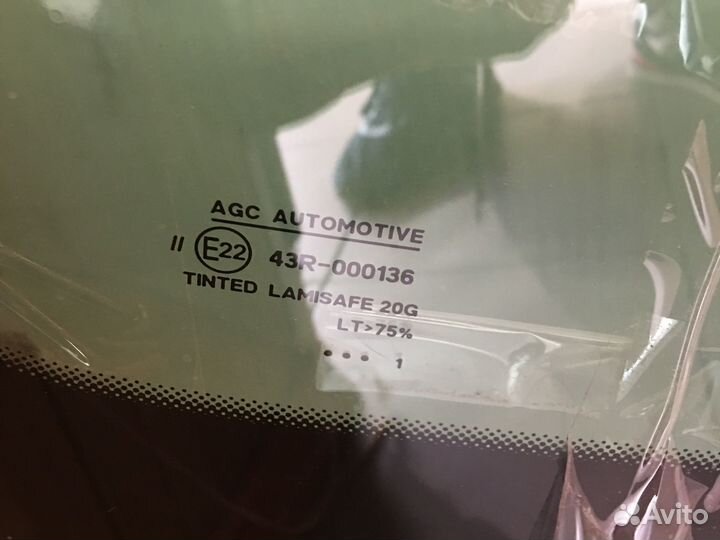 AGC AUTOMOTIVE
II E22 43R-000136
TINTED LAMISAFE 20G
LT>75%
••• 1
Avito